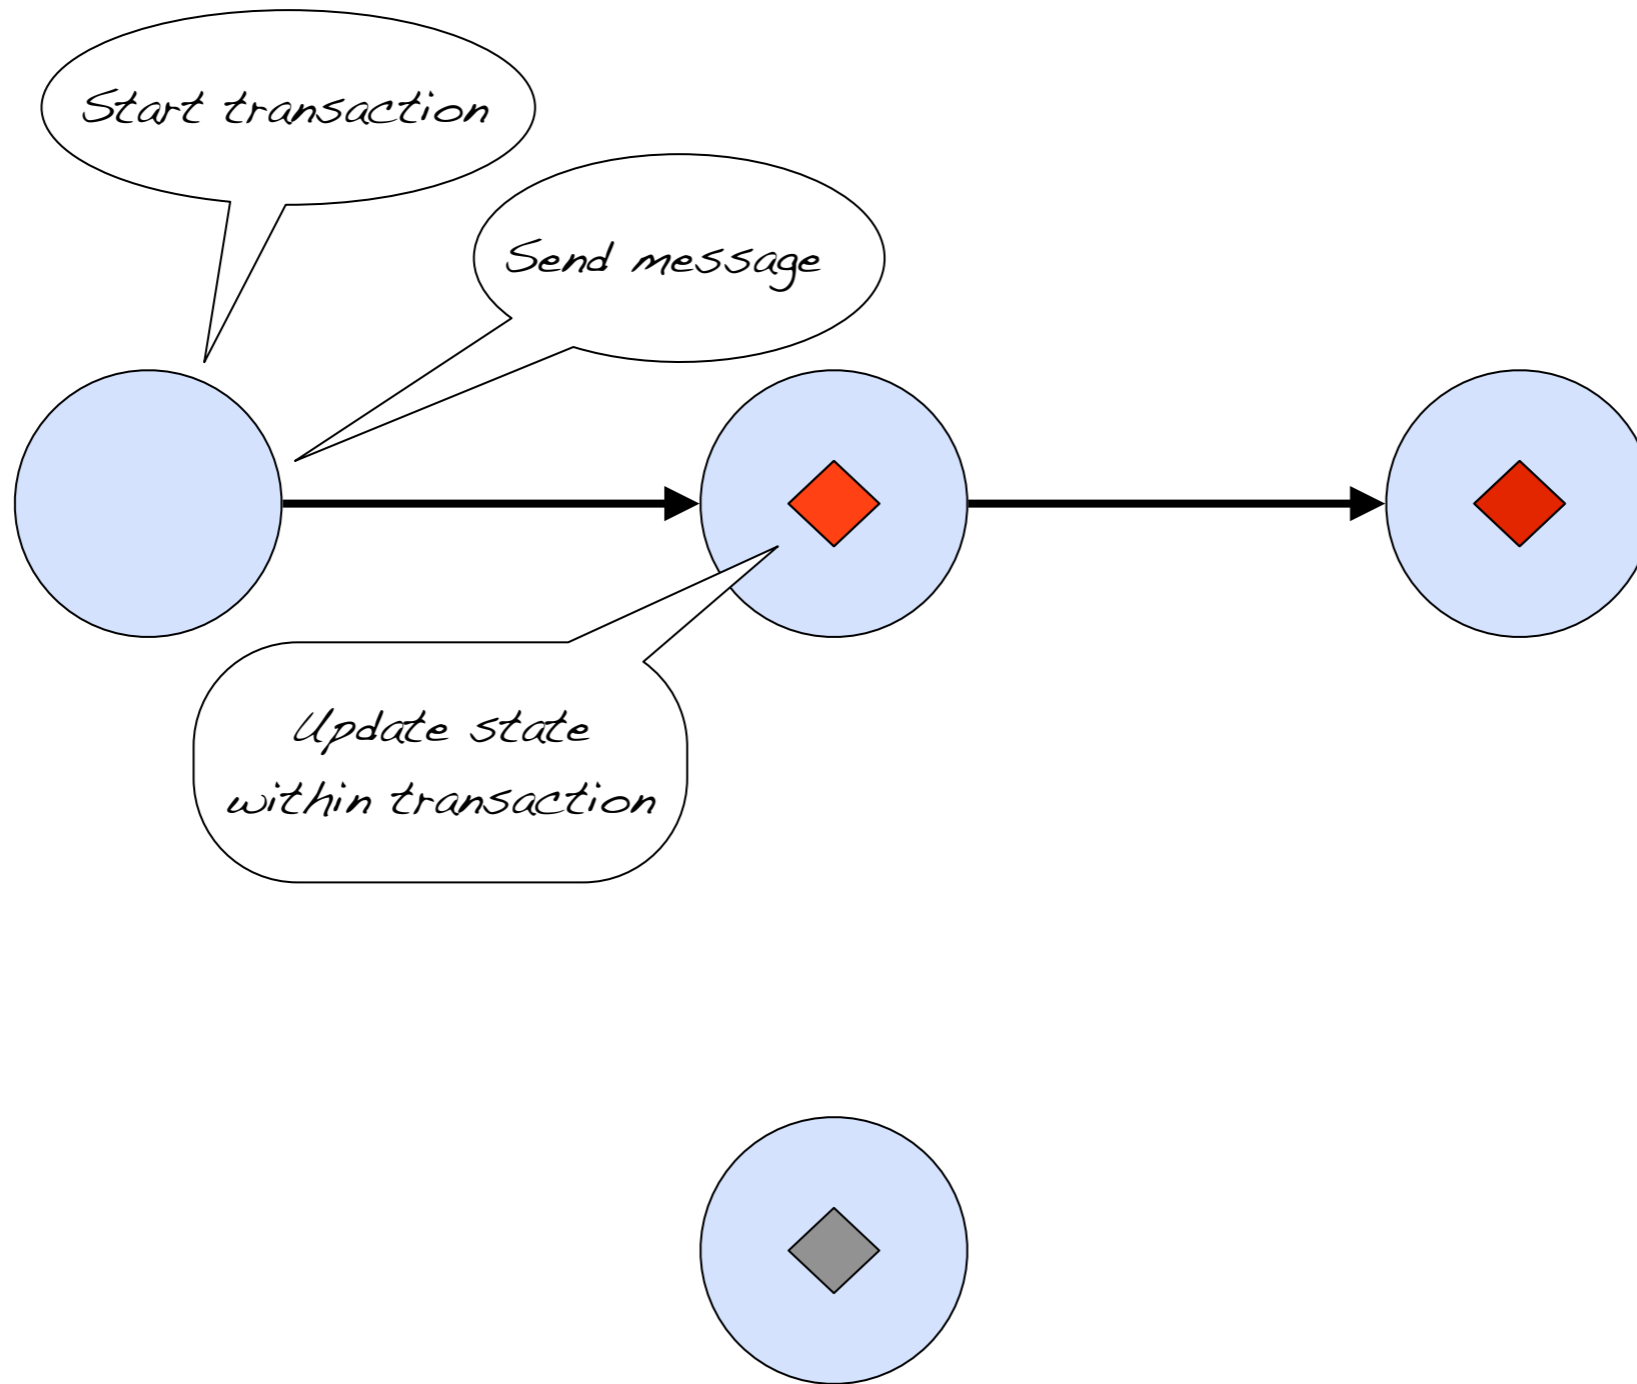 Start transaction
Send message
Update state
within transaction